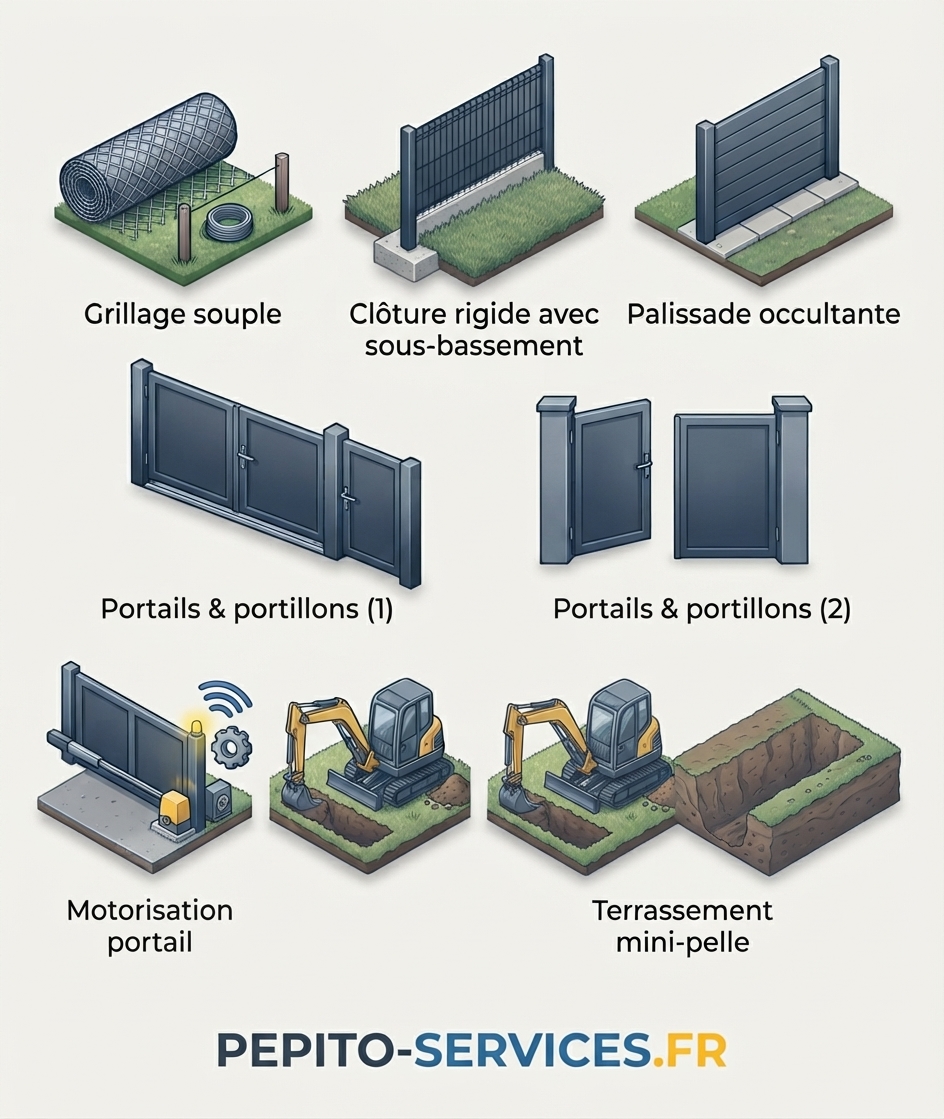 Grillage souple
Clôture rigide avec
sous-bassement
Palissade occultante
Portails & portillons (1)
Portails & portillons (2)
Motorisation
portail
Terrassement
mini-pelle
PEPITO-SERVICES.FR